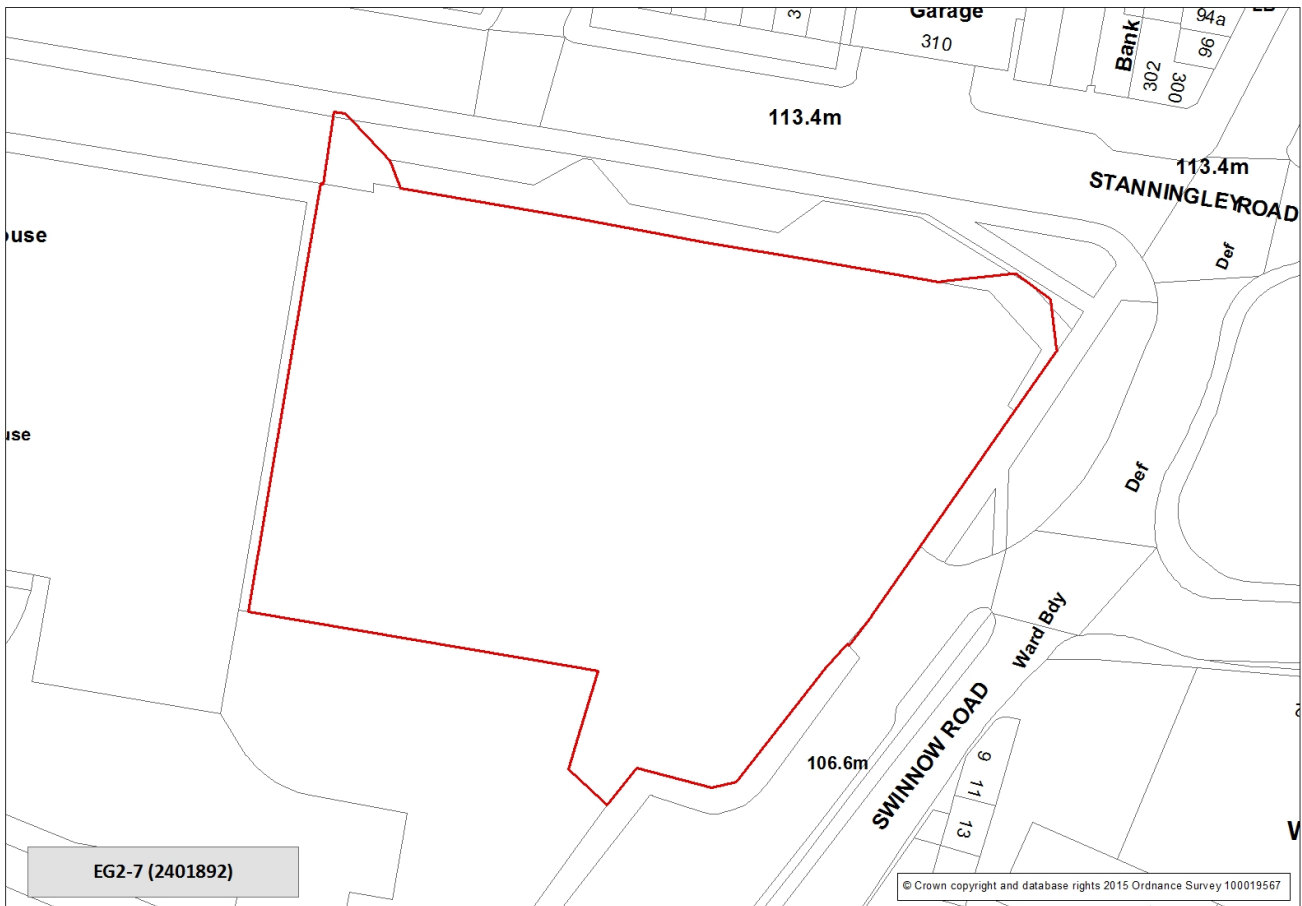 Garage
310
3
Bank
302
300
94a
96
113.4m
113.4m
STANNINGLEY ROAD
Def
ouse
use
Def
Ward Bdy
SWINNOW ROAD
106.6m
9
11
13
W
EG2-7 (2401892)
© Crown copyright and database rights 2015 Ordnance Survey 100019567